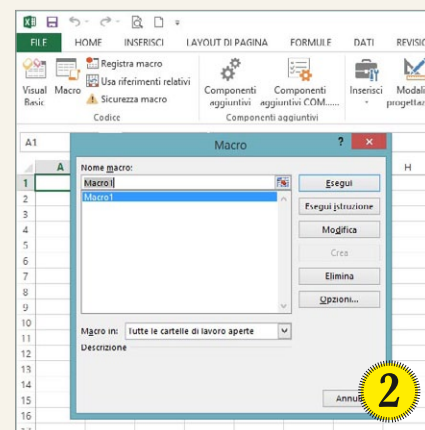 FILE HOME INSERISCI LAYOUT DI PAGINA FORMULE DATI REVISIO
Visual Basic
Macro
Registra macro
Usa riferimenti relativi
Sicurezza macro
Codice
Componenti aggiuntivi
Componenti aggiuntivi COM......
Componenti aggiuntivi
Inserisci
Modali
progettaz
A1
Macro
?
A
H
1
2
3
4
5
6
7
8
9
10
11
12
13
14
15
16
Nome macro:
Macro1
Macro1
Esegui
Esegui istruzione
Modifica
Crea
Elimina
Opzioni...
Macro in: Tutte le cartelle di lavoro aperte
Descrizione
Annu
2